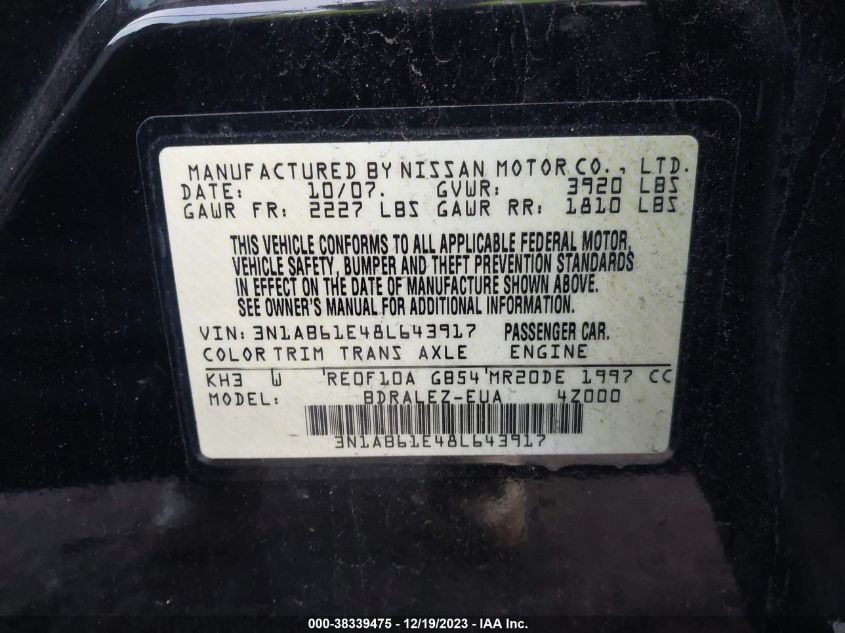 MANUFACTURED BY NISSAN MOTOR CO., LTD.
DATE: 10/07. GVWR: 3920 LBS
GAWR FR: 2227 LBS GAWR RR: 1810 LBS
THIS VEHICLE CONFORMS TO ALL APPLICABLE FEDERAL MOTOR
VEHICLE SAFETY, BUMPER AND THEFT PREVENTION STANDARDS
IN EFFECT ON THE DATE OF MANUFACTURE SHOWN ABOVE.
SEE OWNER'S MANUAL FOR ADDITIONAL INFORMATION.
VIN: 3N1AB61E48L643917 PASSENGER CAR.
COLOR TRIM TRANS AXLE ENGINE
KH3 W 'RE0F10A G854'MR20DE 1997 CC
MODEL: BDRALEZ-EUA 4Z000
3N1AB61E48L643917
000-38339475 - 12/19/2023 - IAA Inc.